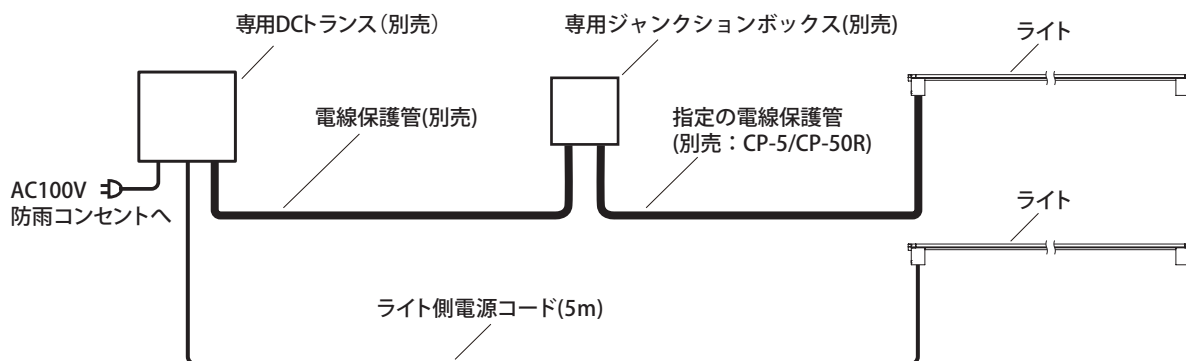 専用DCトランス（別売）
専用ジャンクションボックス(別売)
ライト
電線保護管(別売)
指定の電線保護管
(別売：CP-5/CP-50R)
AC100V
防雨コンセントへ
ライト
ライト側電源コード(5m)